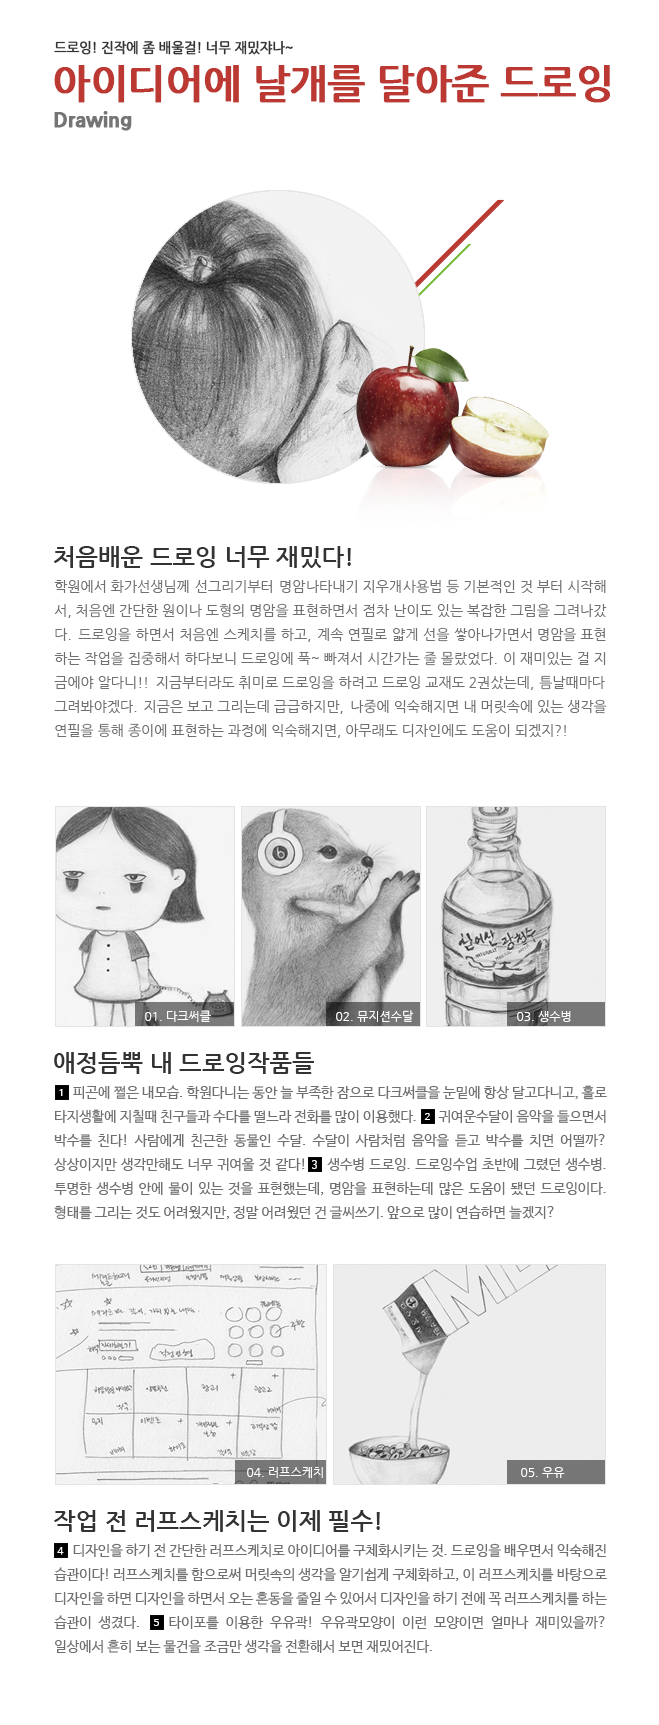 드로잉! 진작에 좀 배울걸! 너무 재밌쟈나~
아이디어에 날개를 달아준 드로잉
Drawing
처음배운 드로잉 너무 재밌다!
학원에서 화가선생님께 선그리기부터 명암나타내기 지우개사용법 등 기본적인 것 부터 시작해
서, 처음엔 간단한 원이나 도형의 명암을 표현하면서 점차 난이도 있는 복잡한 그림을 그려나갔
다. 드로잉을 하면서 처음엔 스케치를 하고, 계속 연필로 얇게 선을 쌓아나가면서 명암을 표현
하는 작업을 집중해서 하다보니 드로잉에 푹~ 빠져서 시간가는 줄 몰랐었다. 이 재미있는 걸 지
금에야 알다니!! 지금부터라도 취미로 드로잉을 하려고 드로잉 교재도 2권샀는데, 틈날때마다
그려봐야겠다. 지금은 보고 그리는데 급급하지만, 나중에 익숙해지면 내 머릿속에 있는 생각을
연필을 통해 종이에 표현하는 과정에 익숙해지면, 아무래도 디자인에도 도움이 되겠지?!
b
01. 다크써클
02. 뮤지션수달
03. 생수병
애정듬뿍 내 드로잉작품들
1 피곤에 쩔은 내모습. 학원다니는 동안 늘 부족한 잠으로 다크써클을 눈밑에 항상 달고다니고, 홀로
타지생활에 지칠때 친구들과 수다를 떨느라 전화를 많이 이용했다. 2 귀여운수달이 음악을 들으면서
박수를 친다! 사람에게 친근한 동물인 수달. 수달이 사람처럼 음악을 듣고 박수를 치면 어떨까?
상상이지만 생각만해도 너무 귀여울 것 같다! 3 생수병 드로잉. 드로잉수업 초반에 그렸던 생수병.
투명한 생수병 안에 물이 있는 것을 표현했는데, 명암을 표현하는데 많은 도움이 됐던 드로잉이다.
형태를 그리는 것도 어려웠지만, 정말 어려웠던 건 글씨쓰기. 앞으로 많이 연습하면 늘겠지?
MILK
04. 러프스케치
05. 우유
작업 전 러프스케치는 이제 필수!
4 디자인을 하기 전 간단한 러프스케치로 아이디어를 구체화시키는 것. 드로잉을 배우면서 익숙해진
습관이다! 러프스케치를 함으로써 머릿속의 생각을 알기쉽게 구체화하고, 이 러프스케치를 바탕으로
디자인을 하면 디자인을 하면서 오는 혼동을 줄일 수 있어서 디자인을 하기 전에 꼭 러프스케치를 하는
습관이 생겼다. 5 타이포를 이용한 우유곽! 우유곽모양이 이런 모양이면 얼마나 재미있을까?
일상에서 흔히 보는 물건을 조금만 생각을 전환해서 보면 재밌어진다.